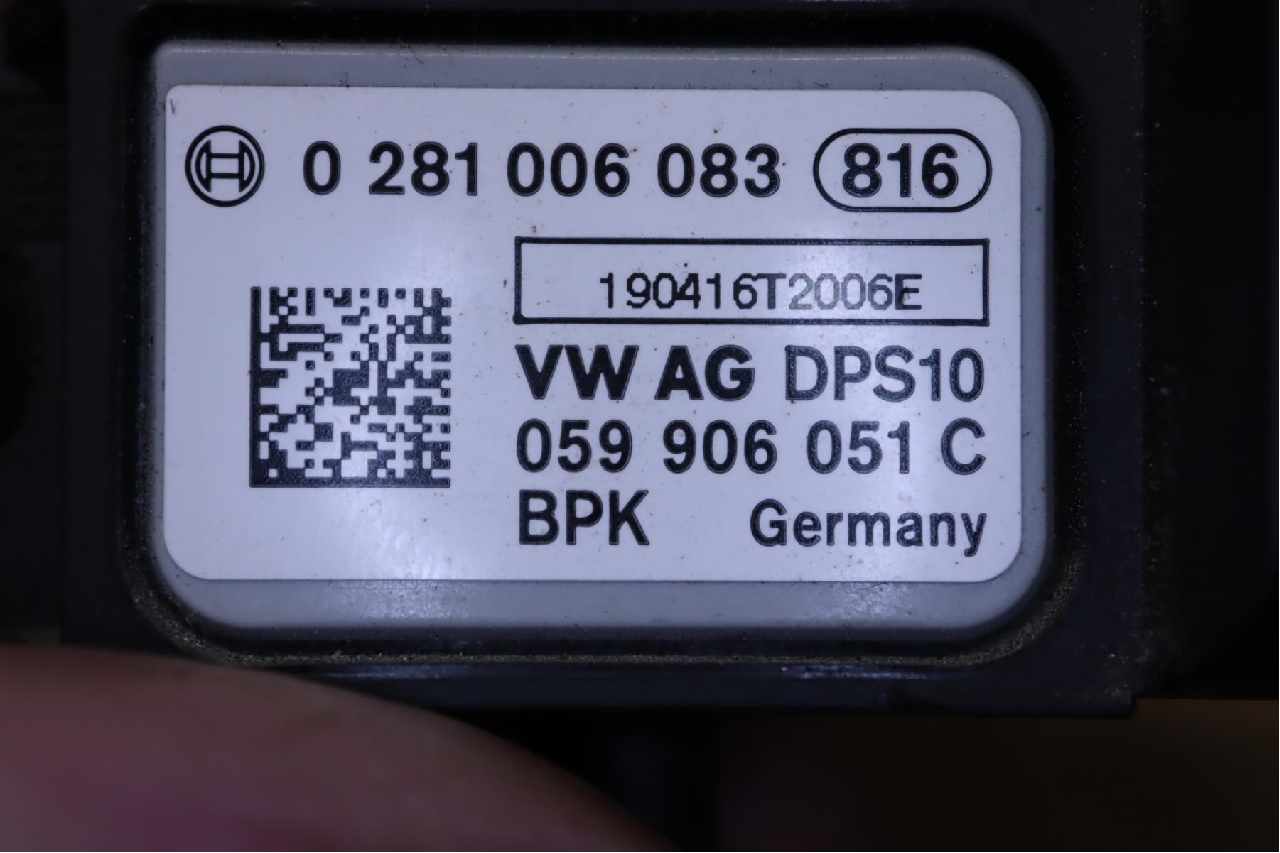 0 281 006 083 816
190416T2006E
VW AG DPS10
059 906 051 C
BPK Germany